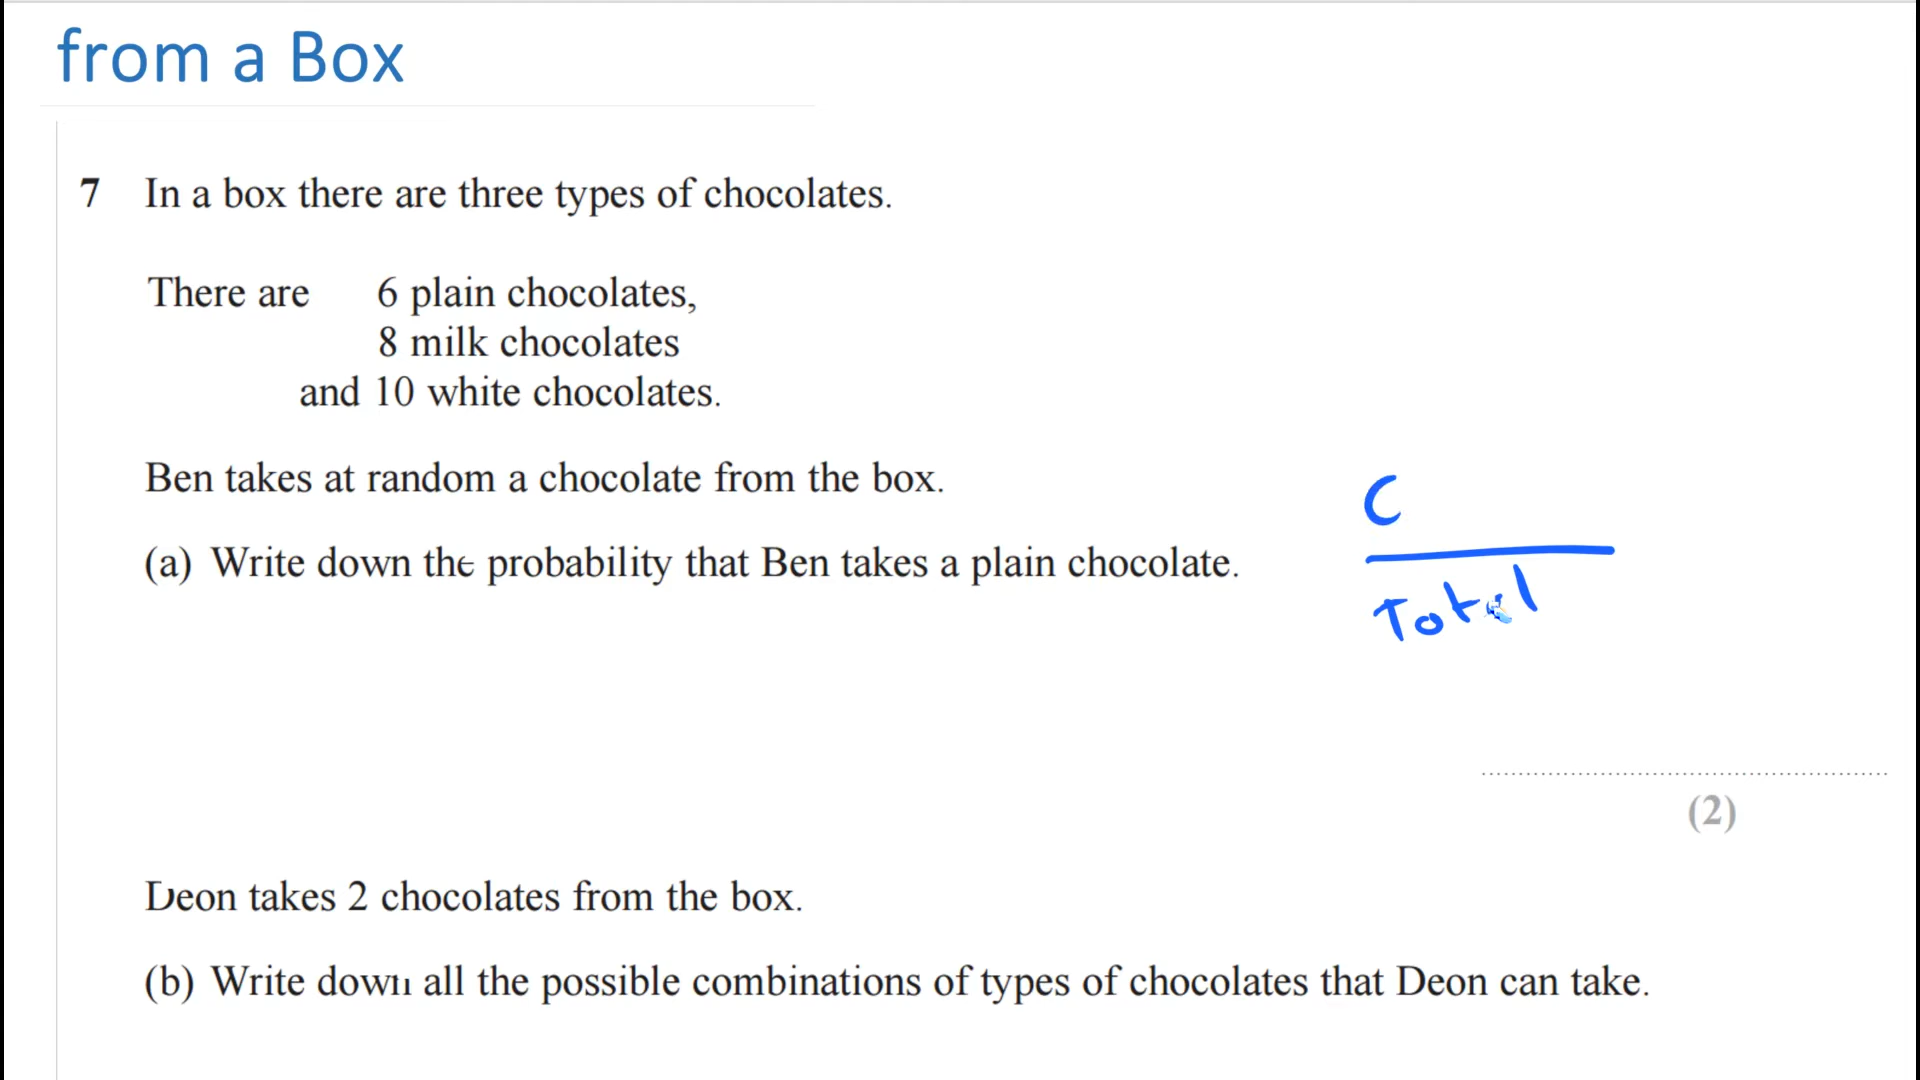 from a Box
7 In a box there are three types of chocolates.
There are 6 plain chocolates,
8 milk chocolates
and 10 white chocolates.
Ben takes at random a chocolate from the box.
(a) Write down the probability that Ben takes a plain chocolate.
C
Total
(2)
Deon takes 2 chocolates from the box.
(b) Write down all the possible combinations of types of chocolates that Deon can take.